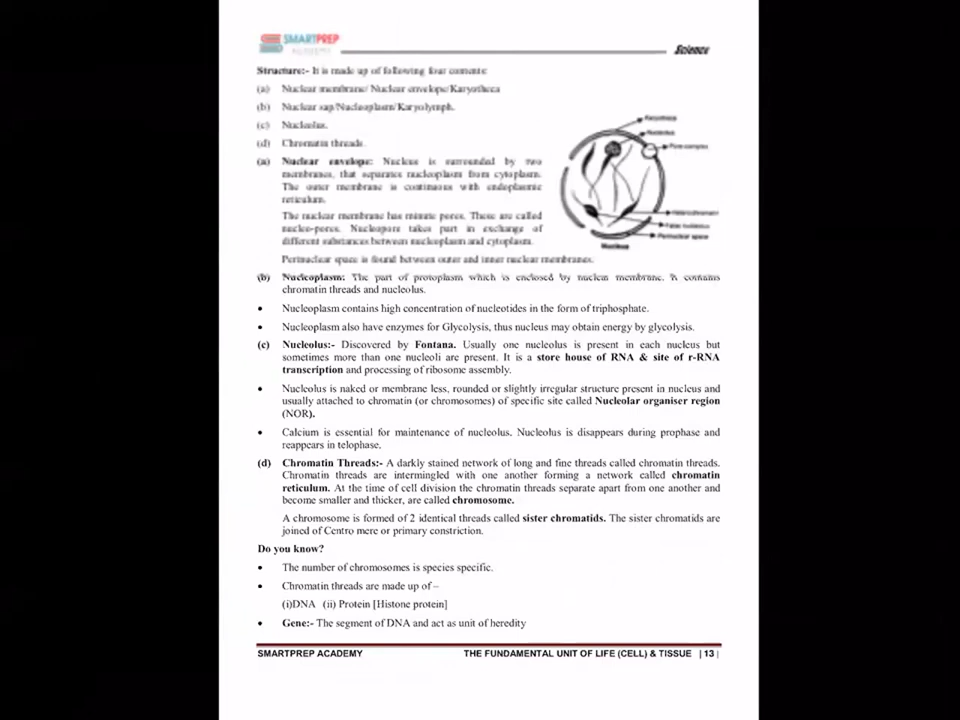 SMARTPREP
ACADEMY
Science
Structure:- It is made up of following four contents:
(a) Nuclear membrane/ Nuclear envelope/Karyotheca
(b) Nuclear sap/Nucleoplasm/Karyolymph.
(c) Nucleolus.
(d) Chromatin threads.
(a) Nuclear envelope: Nucleus is surrounded by two
membranes, that separates nucleoplasm from cytoplasm.
The outer membrane is continuous with endoplasmic
reticulum.
The nuclear membrane has minute pores. These are called
nucleo-pores. Nucleopore takes part in exchange of
different substances between nucleoplasm and cytoplasm.
Perinuclear space is found between outer and inner nuclear membranes.
Nucleolus
Pore complex
Perinuclear space
Nucleus
(b) Nucleoplasm: The part of protoplasm which is enclosed by nuclear membrane. It contains
chromatin threads and nucleolus.
• Nucleoplasm contains high concentration of nucleotides in the form of triphosphate.
• Nucleoplasm also have enzymes for Glycolysis, thus nucleus may obtain energy by glycolysis.
(c) Nucleolus:- Discovered by Fontana. Usually one nucleolus is present in each nucleus but
sometimes more than one nucleoli are present. It is a store house of RNA & site of r-RNA
transcription and processing of ribosome assembly.
• Nucleolus is naked or membrane less, rounded or slightly irregular structure present in nucleus and
usually attached to chromatin (or chromosomes) of specific site called Nucleolar organiser region
(NOR).
• Calcium is essential for maintenance of nucleolus. Nucleolus is disappears during prophase and
reappears in telophase.
(d) Chromatin Threads:- A darkly stained network of long and fine threads called chromatin threads.
Chromatin threads are intermingled with one another forming a network called chromatin
reticulum. At the time of cell division the chromatin threads separate apart from one another and
become smaller and thicker, are called chromosome.
A chromosome is formed of 2 identical threads called sister chromatids. The sister chromatids are
joined of Centro mere or primary constriction.
Do you know?
• The number of chromosomes is species specific.
• Chromatin threads are made up of –
(i)DNA (ii) Protein [Histone protein]
• Gene:- The segment of DNA and act as unit of heredity
SMARTPREP ACADEMY THE FUNDAMENTAL UNIT OF LIFE (CELL) & TISSUE | 13 |